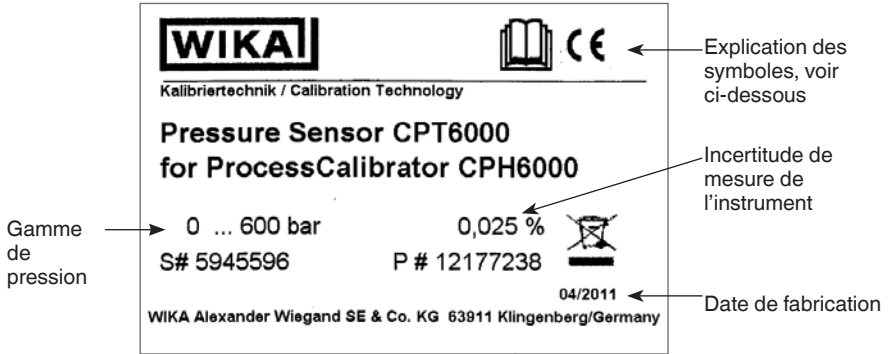 WIKA
CE
Explication des
symboles, voir
ci-dessous
Kalibriertechnik / Calibration Technology
Pressure Sensor CPT6000
for ProcessCalibrator CPH6000
Incertitude de
mesure de
l'instrument
Gamme
de
pression
0 ... 600 bar 0,025 %
S# 5945596 P # 12177238
04/2011
Date de fabrication
WIKA Alexander Wiegand SE & Co. KG 63911 Klingenberg/Germany